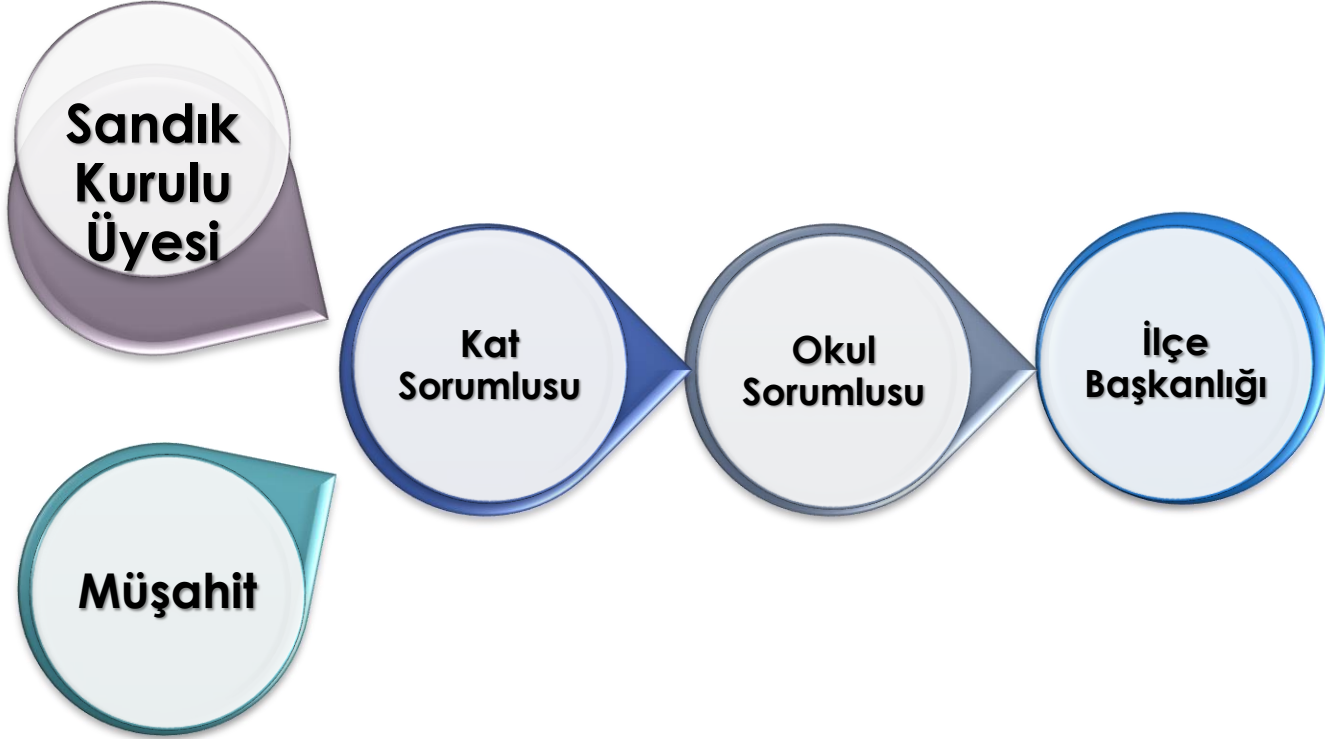 Sandık
Kurulu
Üyesi
Kat
Sorumlusu
Okul
Sorumlusu
İlçe
Başkanlığı
Müşahit